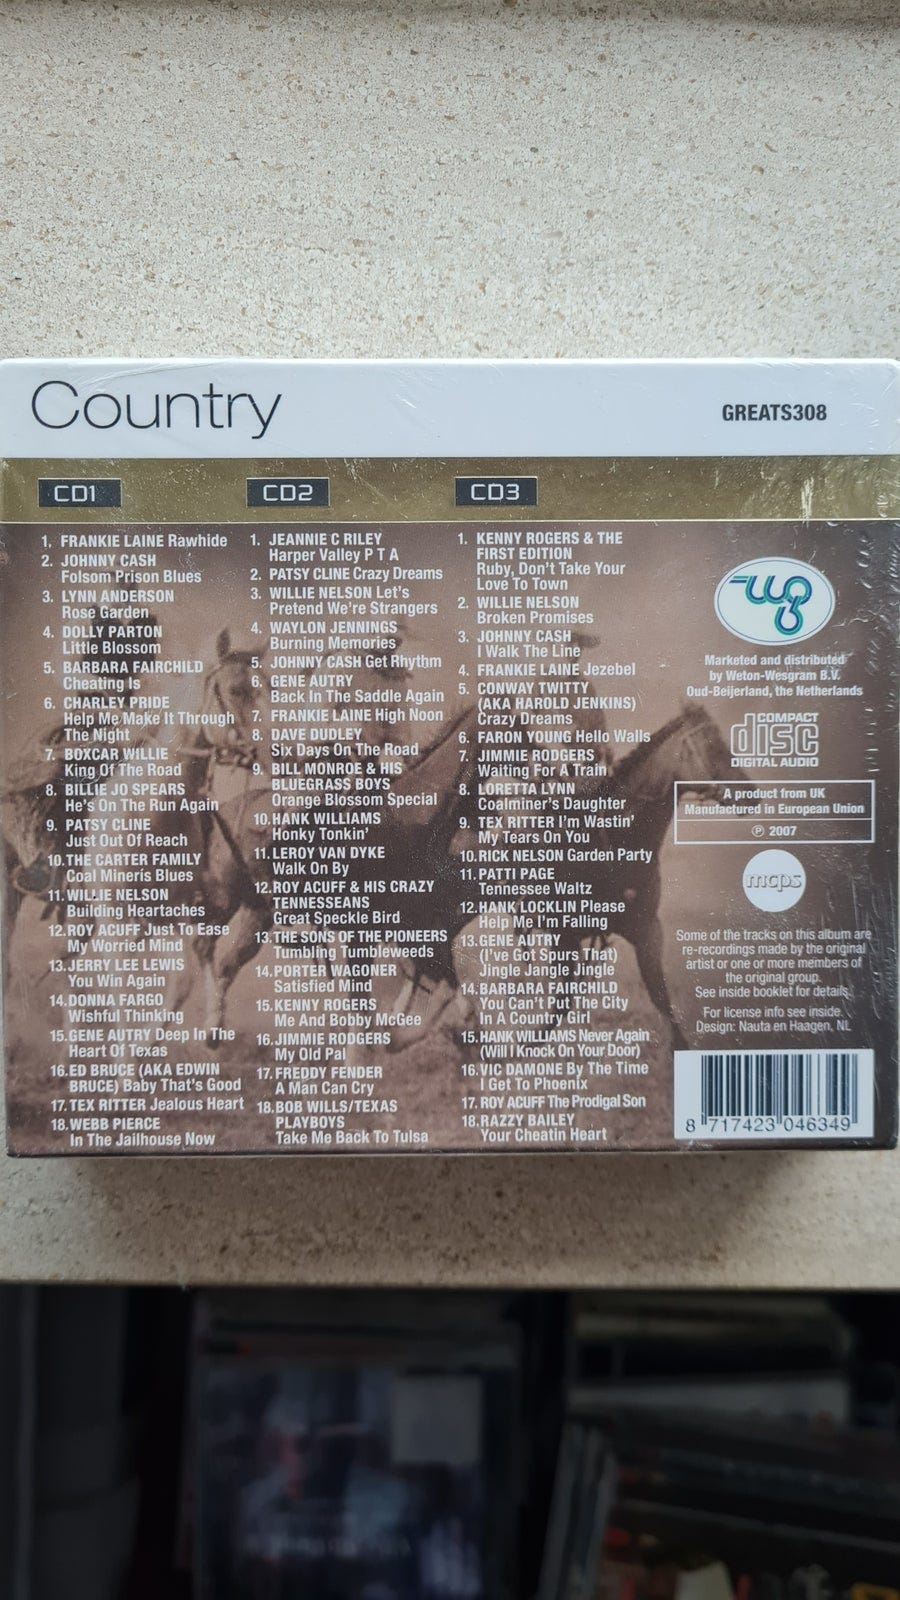 Country
GREATS308
CD1
1. FRANKIE LAINE Rawhide
2. JOHNNY CASH
Folsom Prison Blues
3. LYNN ANDERSON
Rose Garden
4. DOLLY PARTON
Little Blossom
5. BARBARA FAIRCHILD
Cheating Is
6. CHARLEY PRIDE
Help Me Make It Through
The Night
7. BOXCAR WILLIE
King Of The Road
8. BILLIE JO SPEARS
He's On The Run Again
9. PATSY CLINE
Just Out Of Reach
10. THE CARTER FAMILY
Coal Minerís Blues
11. WILLIE NELSON
Building Heartaches
12. ROY ACUFF Just To Ease
My Worried Mind
13. JERRY LEE LEWIS
You Win Again
14. DONNA FARGO
Wishful Thinking
15. GENE AUTRY Deep In The
Heart Of Texas
16. ED BRUCE (AKA EDWIN
BRUCE) Baby That's Good
17. TEX RITTER Jealous Heart
18. WEBB PIERCE
In The Jailhouse Now
CD2
1. JEANNIE C RILEY
Harper Valley P T A
2. PATSY CLINE Crazy Dreams
3. WILLIE NELSON Let's
Pretend We're Strangers
4. WAYLON JENNINGS
Burning Memories
5. JOHNNY CASH Get Rhythm
6. GENE AUTRY
Back In The Saddle Again
7. FRANKIE LAINE High Noon
8. DAVE DUDLEY
Six Days On The Road
9. BILL MONROE & HIS
BLUEGRASS BOYS
Orange Blossom Special
10. HANK WILLIAMS
Honky Tonkin'
11. LEROY VAN DYKE
Walk On By
12. ROY ACUFF & HIS CRAZY
TENNESSEANS
Great Speckle Bird
13. THE SONS OF THE PIONEERS
Tumbling Tumbleweeds
14. PORTER WAGONER
Satisfied Mind
15. KENNY ROGERS
Me And Bobby McGee
16. JIMMIE RODGERS
My Old Pal
17. FREDDY FENDER
A Man Can Cry
18. BOB WILLS/TEXAS
PLAYBOYS
Take Me Back To Tulsa
CD3
1. KENNY ROGERS & THE
FIRST EDITION
Ruby, Don't Take Your
Love To Town
2. WILLIE NELSON
Broken Promises
3. JOHNNY CASH
I Walk The Line
4. FRANKIE LAINE Jezebel
5. CONWAY TWITTY
(AKA HAROLD JENKINS)
Crazy Dreams
6. FARON YOUNG Hello Walls
7. JIMMIE RODGERS
Waiting For A Train
8. LORETTA LYNN
Coalminer's Daughter
9. TEX RITTER I'm Wastin'
My Tears On You
10. RICK NELSON Garden Party
11. PATTI PAGE
Tennessee Waltz
12. HANK LOCKLIN Please
Help Me I'm Falling
13. GENE AUTRY
(I've Got Spurs That)
Jingle Jangle Jingle
14. BARBARA FAIRCHILD
You Can't Put The City
In A Country Girl
15. HANK WILLIAMS Never Again
(Will I Knock On Your Door)
16. VIC DAMONE By The Time
I Get To Phoenix
17. ROY ACUFF The Prodigal Son
18. RAZZY BAILEY
Your Cheatin Heart
wg
Marketed and distributed
by Weton-Wesgram B.V.
Oud-Beijerland, the Netherlands
COMPACT
disc
DIGITAL AUDIO
A product from UK
Manufactured in European Union
℗ 2007
mcps
Some of the tracks on this album are
re-recordings made by the original
artist or one or more members of
the original group.
See inside booklet for details.
For license info see inside.
Design: Nauta en Haagen, NL
8 717423 046349